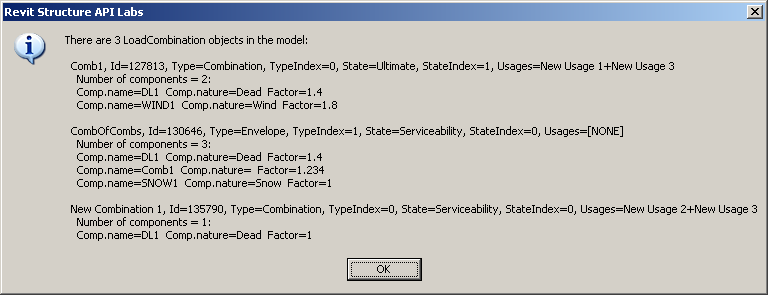 Revit Structure API Labs
There are 3 LoadCombination objects in the model:
Comb1, Id=127813, Type=Combination, TypeIndex=0, State=Ultimate, StateIndex=1, Usages=New Usage 1+New Usage 3
Number of components = 2:
Comp.name=DL1 Comp.nature=Dead Factor=1.4
Comp.name=WIND1 Comp.nature=Wind Factor=1.8
CombOfCombs, Id=130646, Type=Envelope, TypeIndex=1, State=Serviceability, StateIndex=0, Usages=[NONE]
Number of components = 3:
Comp.name=DL1 Comp.nature=Dead Factor=1.4
Comp.name=Comb1 Comp.nature= Factor=1.234
Comp.name=SNOW1 Comp.nature=Snow Factor=1
New Combination 1, Id=135790, Type=Combination, TypeIndex=0, State=Serviceability, StateIndex=0, Usages=New Usage 2+New Usage 3
Number of components = 1:
Comp.name=DL1 Comp.nature=Dead Factor=1
OK